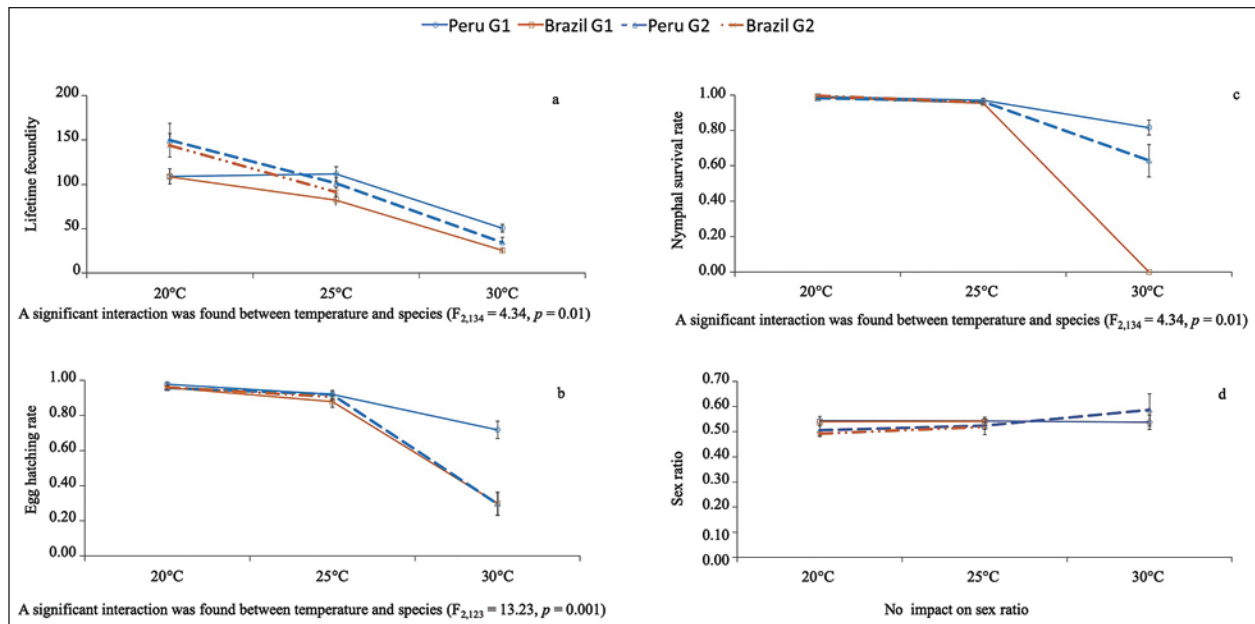 Peru G1 Brazil G1 Peru G2 Brazil G2
a
200
150
100
50
0
Lifetime fecundity
20°C 25°C 30°C
A significant interaction was found between temperature and species (F2,134 = 4.34, p = 0.01)
c
1.00
0.80
0.60
0.40
0.20
0.00
Nymphal survival rate
20°C 25°C 30°C
A significant interaction was found between temperature and species (F2,134 = 4.34, p = 0.01)
b
1.00
0.80
0.60
0.40
0.20
0.00
Egg hatching rate
20°C 25°C 30°C
A significant interaction was found between temperature and species (F2,123 = 13.23, p = 0.001)
d
0.70
0.60
0.50
0.40
0.30
0.20
0.10
0.00
Sex ratio
20°C 25°C 30°C
No impact on sex ratio